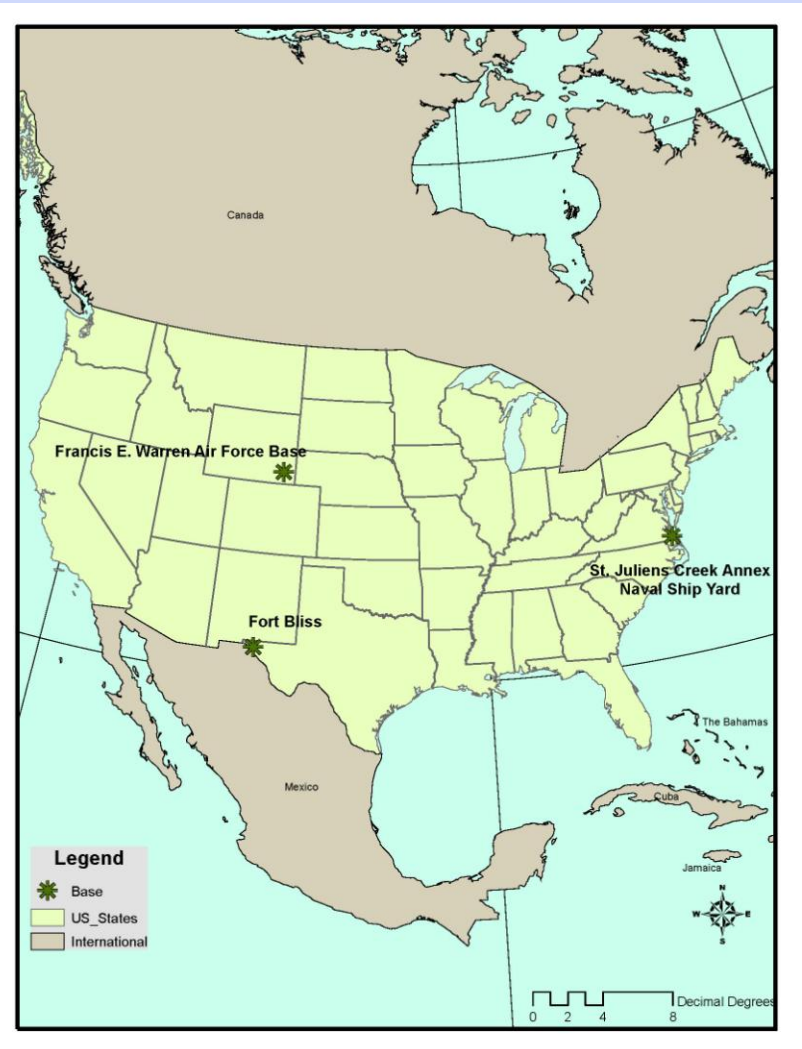 Canada
Francis E. Warren Air Force Base
St. Juliens Creek Annex
Naval Ship Yard
Fort Bliss
The Bahamas
Mexico
Cuba
Jamaica
Legend
Base
US_States
International
N
W E
S
Decimal Degrees
0 2 4 8